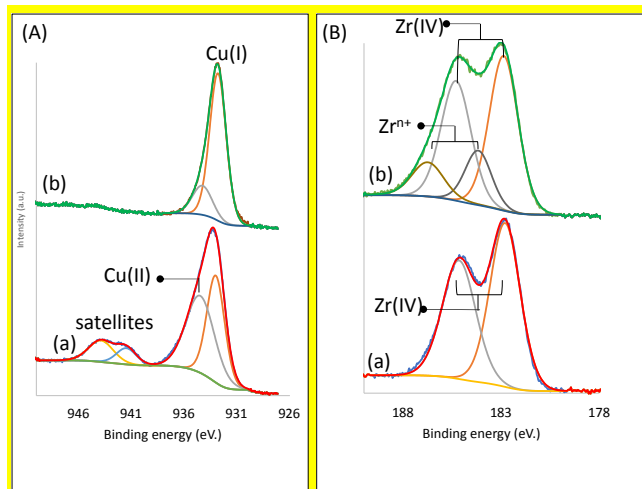 (A)
Cu(I)
(b)
Intensity (a.u.)
Cu(II)
satellites
(a)
946 941 936 931 926
Binding energy (eV.)
(B)
Zr(IV)
Zrⁿ⁺
(b)
Zr(IV)
(a)
188 183 178
Binding energy (eV.)